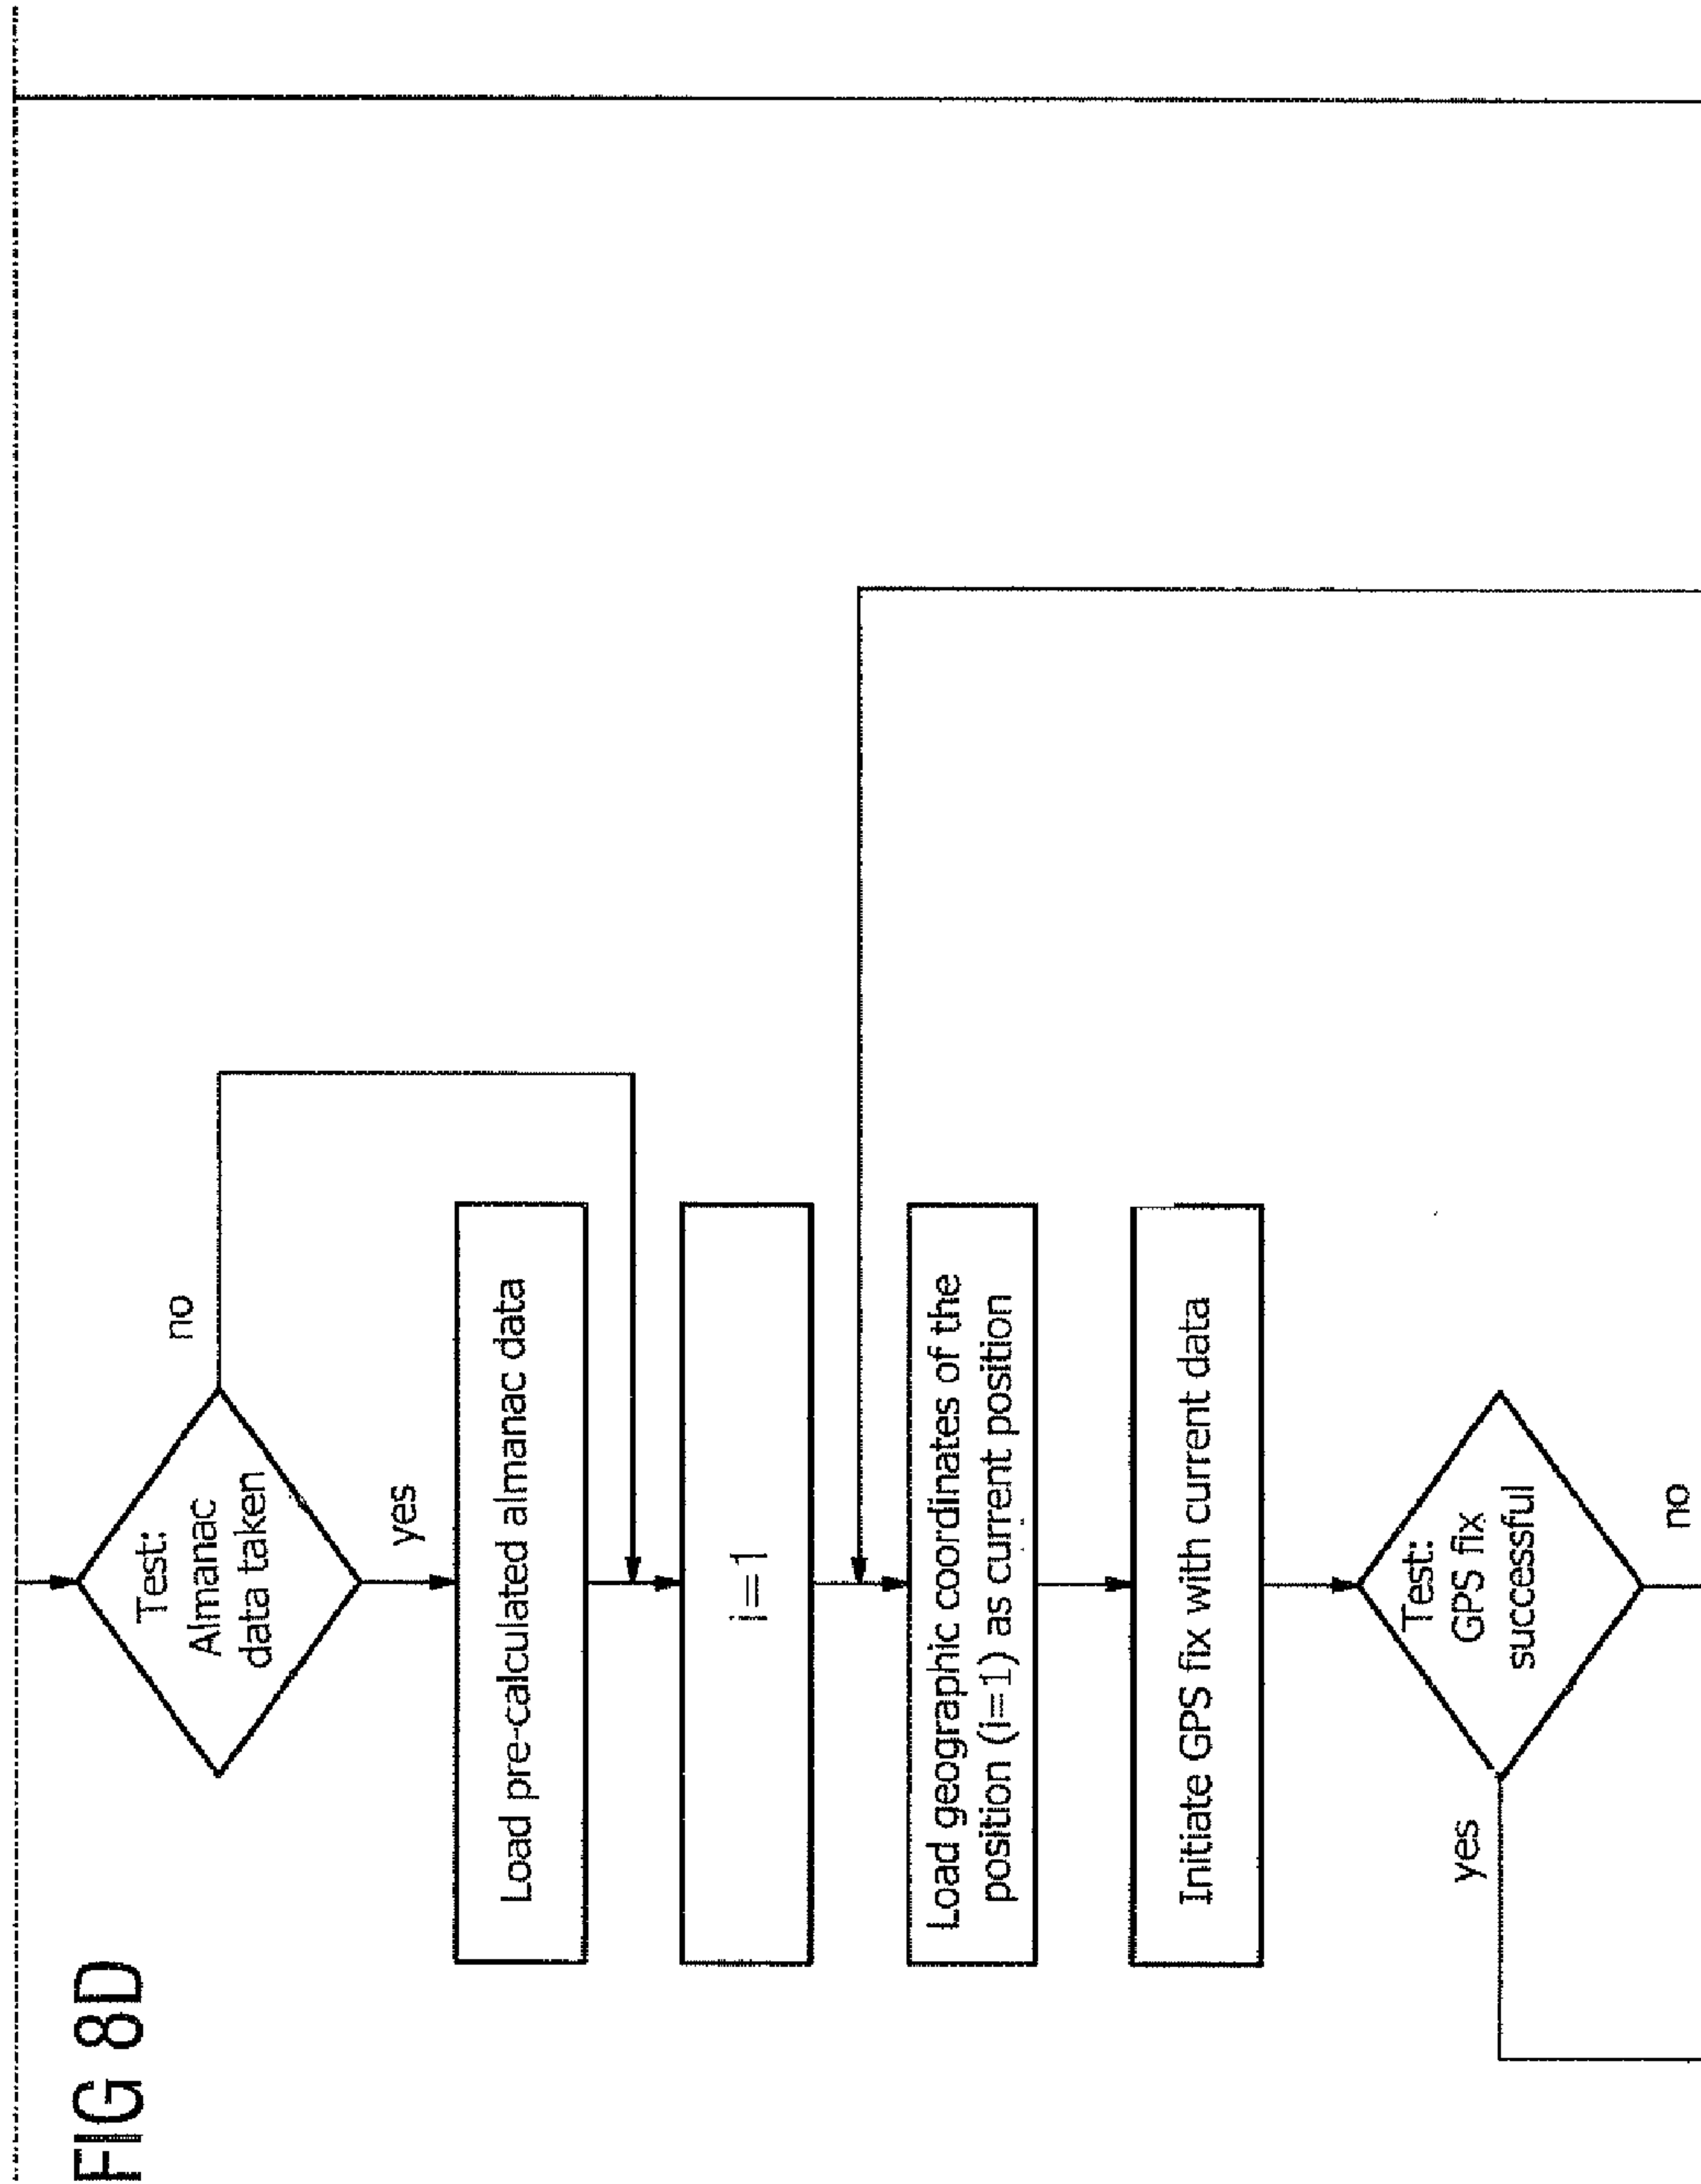 FIG 8D
Test:
Almanac
data taken
no
yes
Load pre-calculated almanac data
i=1
Load geographic coordinates of the
position (i=1) as current position
Initiate GPS fix with current data
Test:
GPS fix
successful
yes
no